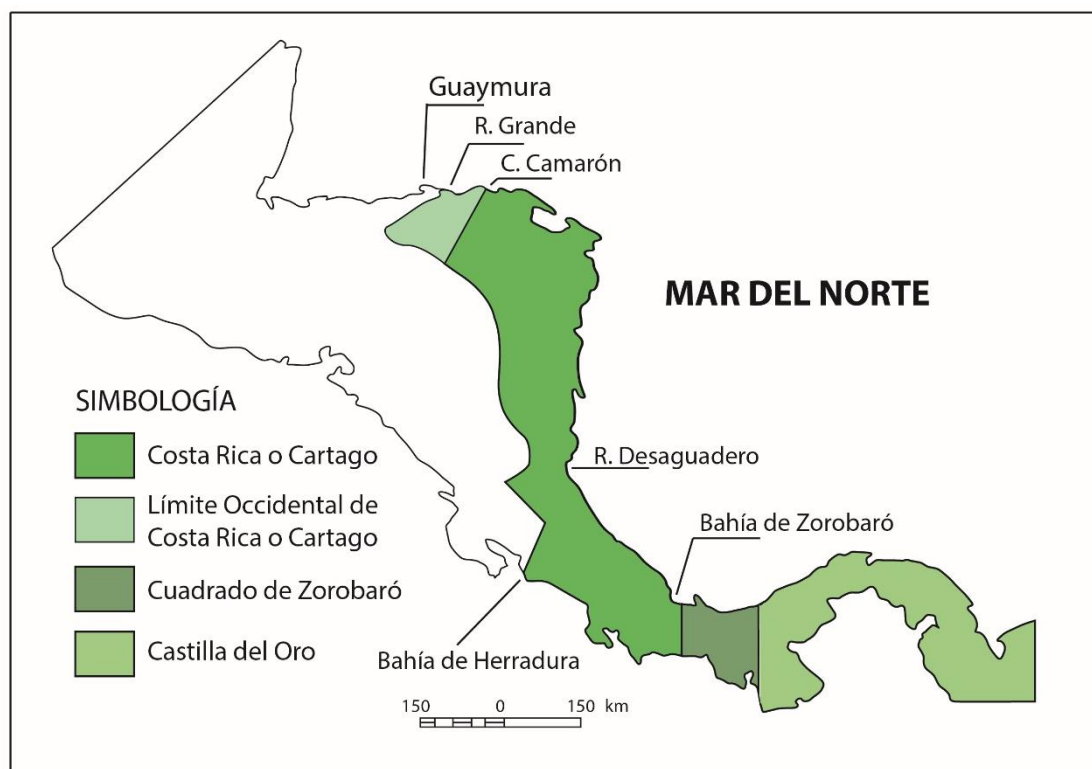 Guaymura
R. Grande
C. Camarón
MAR DEL NORTE
SIMBOLOGÍA
Costa Rica o Cartago
Límite Occidental de
Costa Rica o Cartago
Cuadrado de Zorobaró
Castilla del Oro
R. Desaguadero
Bahía de Zorobaró
Bahía de Herradura
150 0 150 km